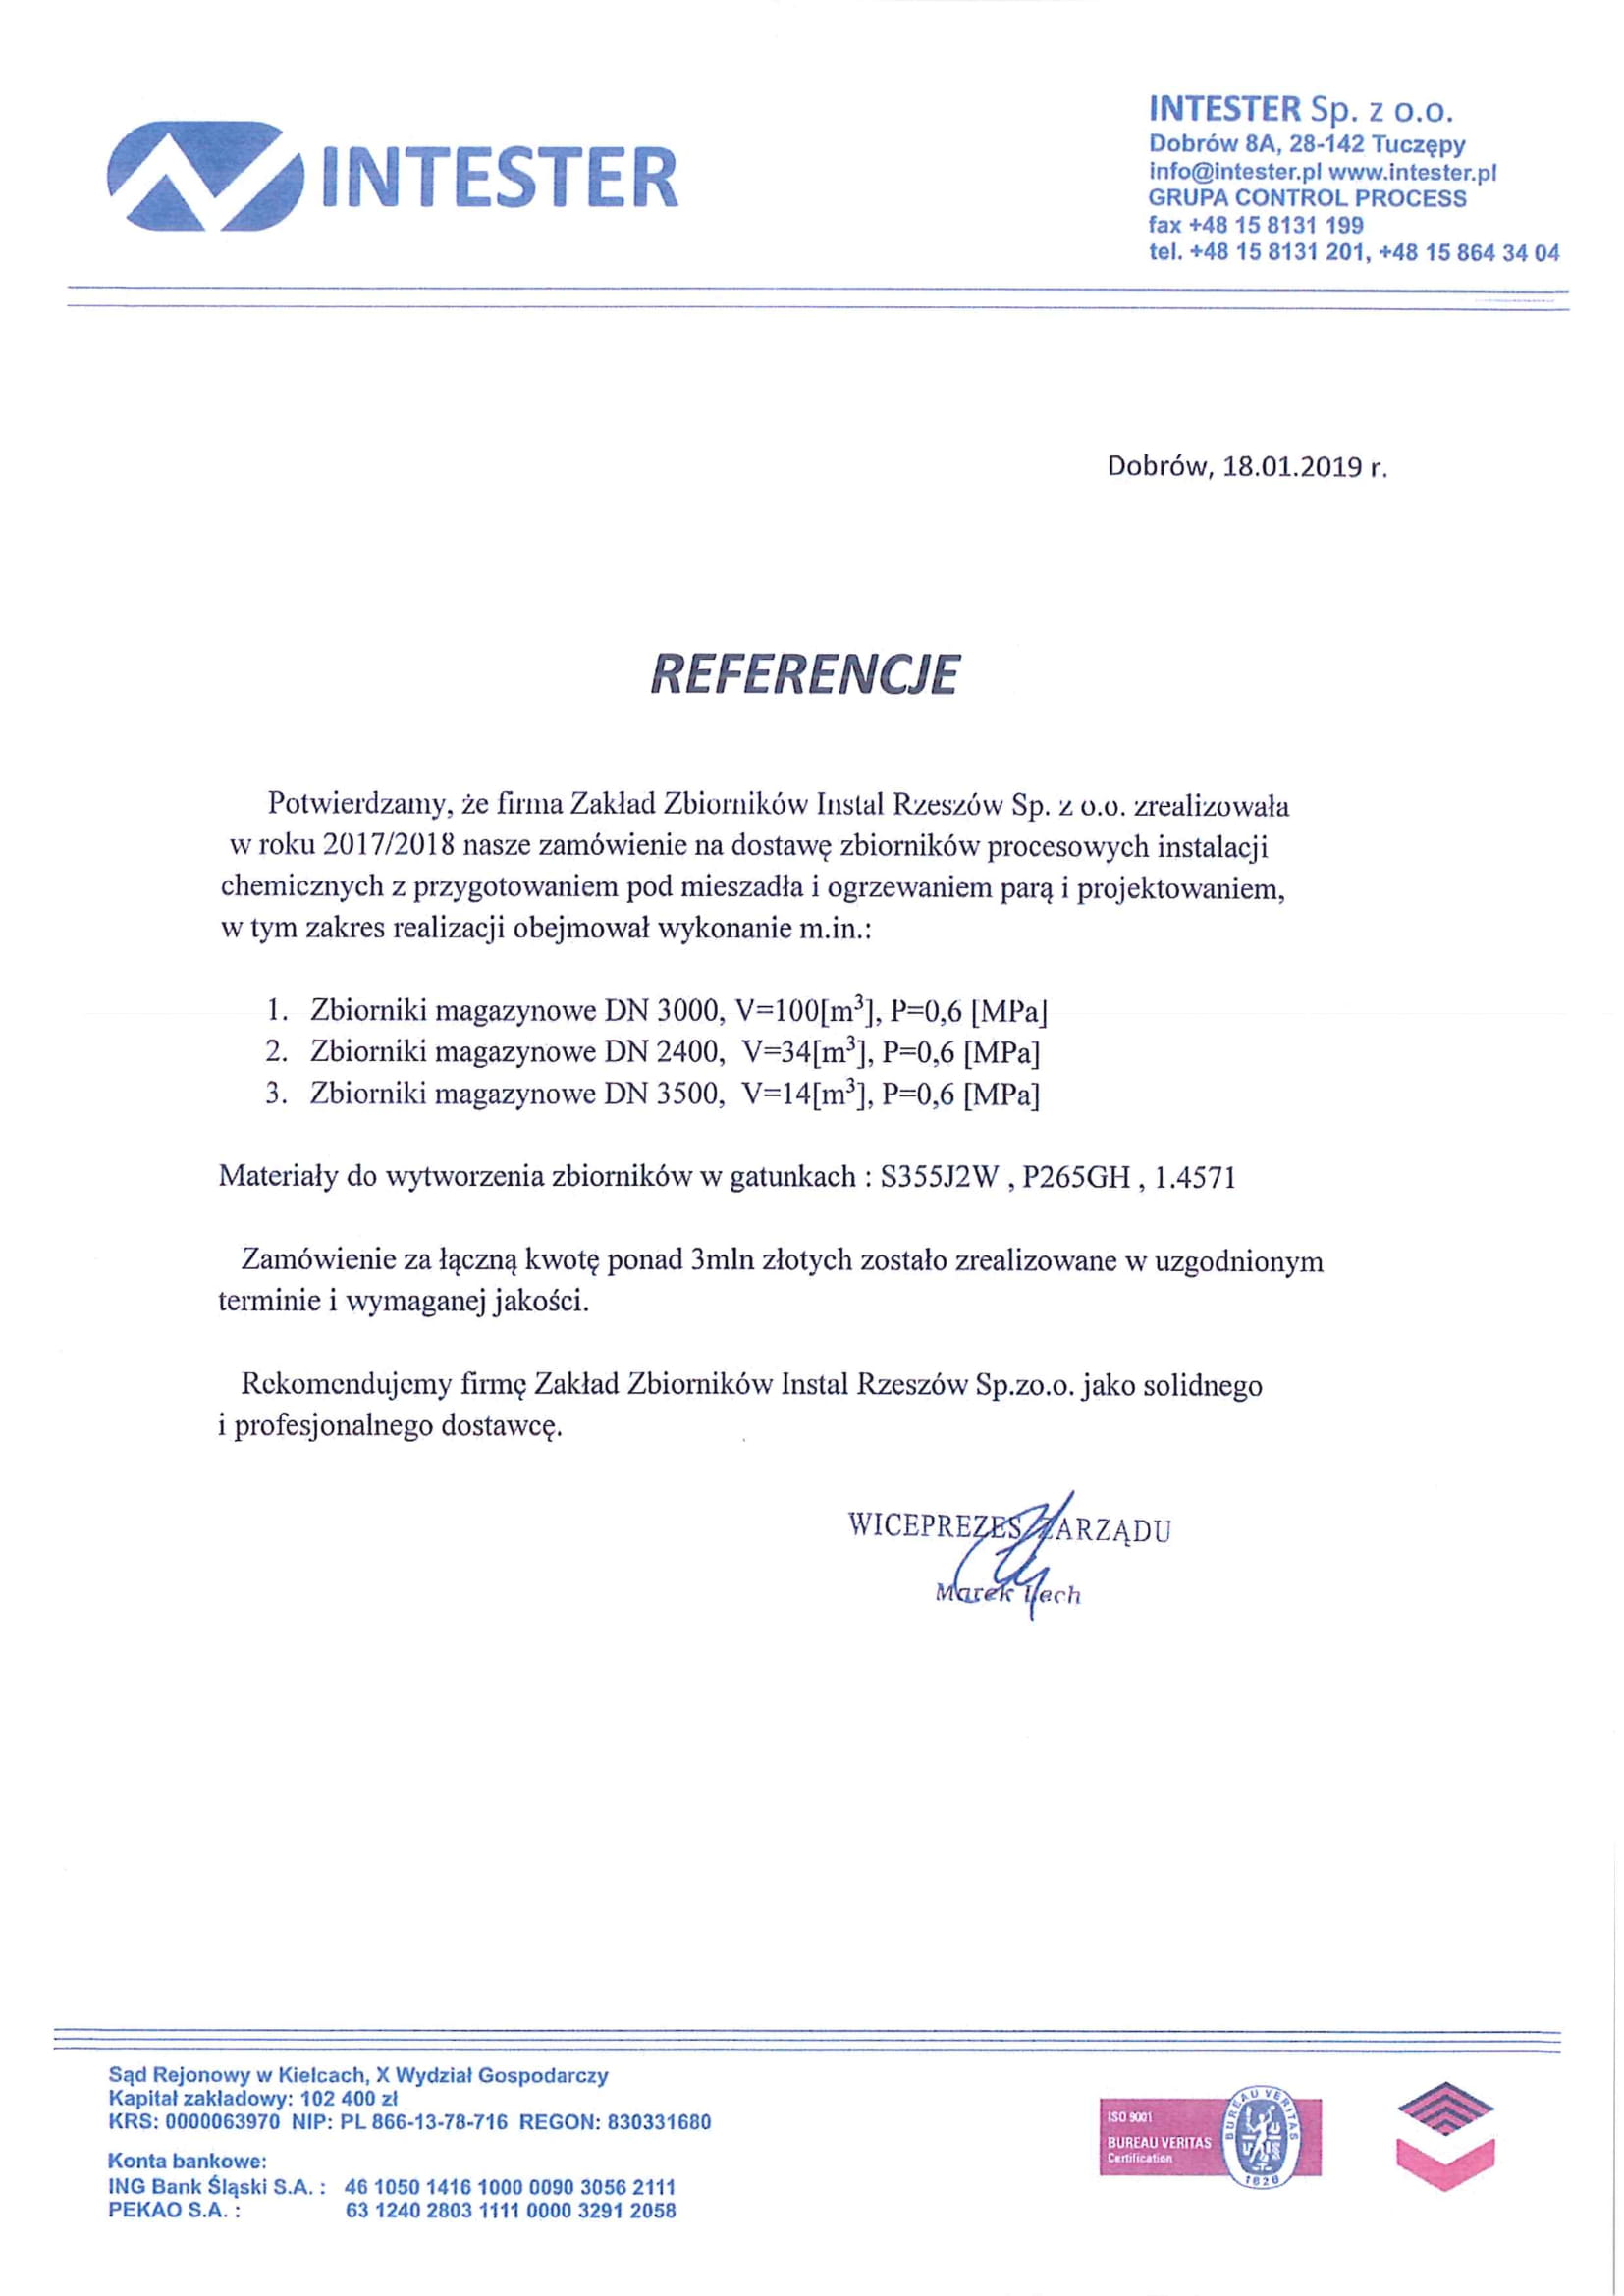 INTESTER
INTESTER Sp. z o.o.
Dobrów 8A, 28-142 Tuczępy
info@intester.pl www.intester.pl
GRUPA CONTROL PROCESS
fax +48 15 8131 199
tel. +48 15 8131 201, +48 15 864 34 04
Dobrów, 18.01.2019 r.
REFERENCJE
Potwierdzamy, że firma Zakład Zbiorników Instal Rzeszów Sp. z o.o. zrealizowała
w roku 2017/2018 nasze zamówienie na dostawę zbiorników procesowych instalacji
chemicznych z przygotowaniem pod mieszadła i ogrzewaniem parą i projektowaniem,
w tym zakres realizacji obejmował wykonanie m.in.:
1. Zbiorniki magazynowe DN 3000, V=100[m³], P=0,6 [MPa]
2. Zbiorniki magazynowe DN 2400, V=34[m³], P=0,6 [MPa]
3. Zbiorniki magazynowe DN 3500, V=14[m³], P=0,6 [MPa]
Materiały do wytworzenia zbiorników w gatunkach : S355J2W , P265GH , 1.4571
Zamówienie za łączną kwotę ponad 3mln złotych zostało zrealizowane w uzgodnionym
terminie i wymaganej jakości.
Rekomendujemy firmę Zakład Zbiorników Instal Rzeszów Sp.zo.o. jako solidnego
i profesjonalnego dostawcę.
WICEPREZES ZARZĄDU
Marek Lech
Sąd Rejonowy w Kielcach, X Wydział Gospodarczy
Kapitał zakładowy: 102 400 zł
KRS: 0000063970 NIP: PL 866-13-78-716 REGON: 830331680
Konta bankowe:
ING Bank Śląski S.A. : 46 1050 1416 1000 0090 3056 2111
PEKAO S.A. : 63 1240 2803 1111 0000 3291 2058
ISO 9001
BUREAU VERITAS
Certification
BUREAU VERITAS
1828